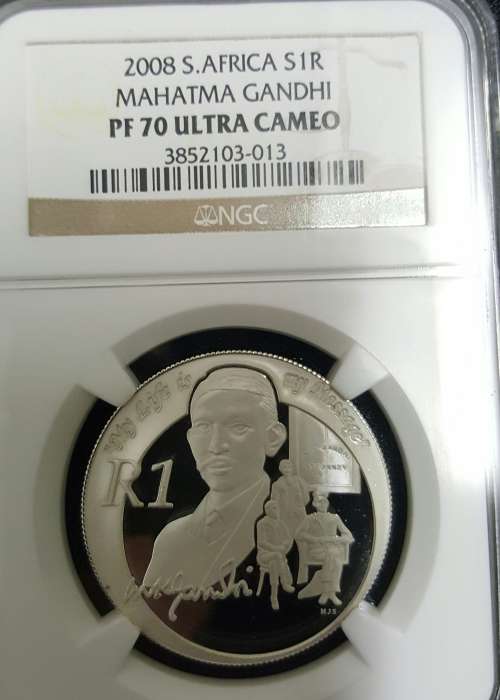 2008 S.AFRICA S1R
MAHATMA GANDHI
PF 70 ULTRA CAMEO
3852103-013
NGC
"My Life is my Message"
R1
MKGandhi
MJS